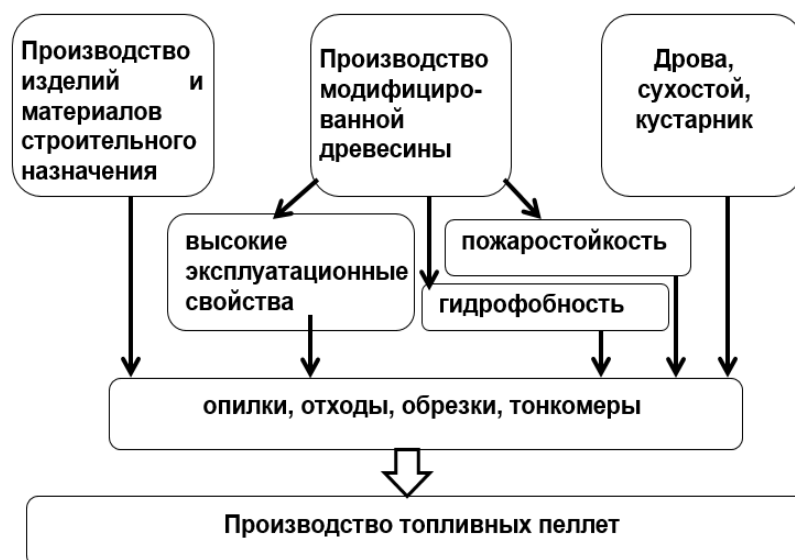 Производство
изделий и
материалов
строительного
назначения
Производство
модифициро-
ванной
древесины
Дрова,
сухостой,
кустарник
высокие
эксплуатационные
свойства
пожаростойкость
гидрофобность
опилки, отходы, обрезки, тонкомеры
Производство топливных пеллет